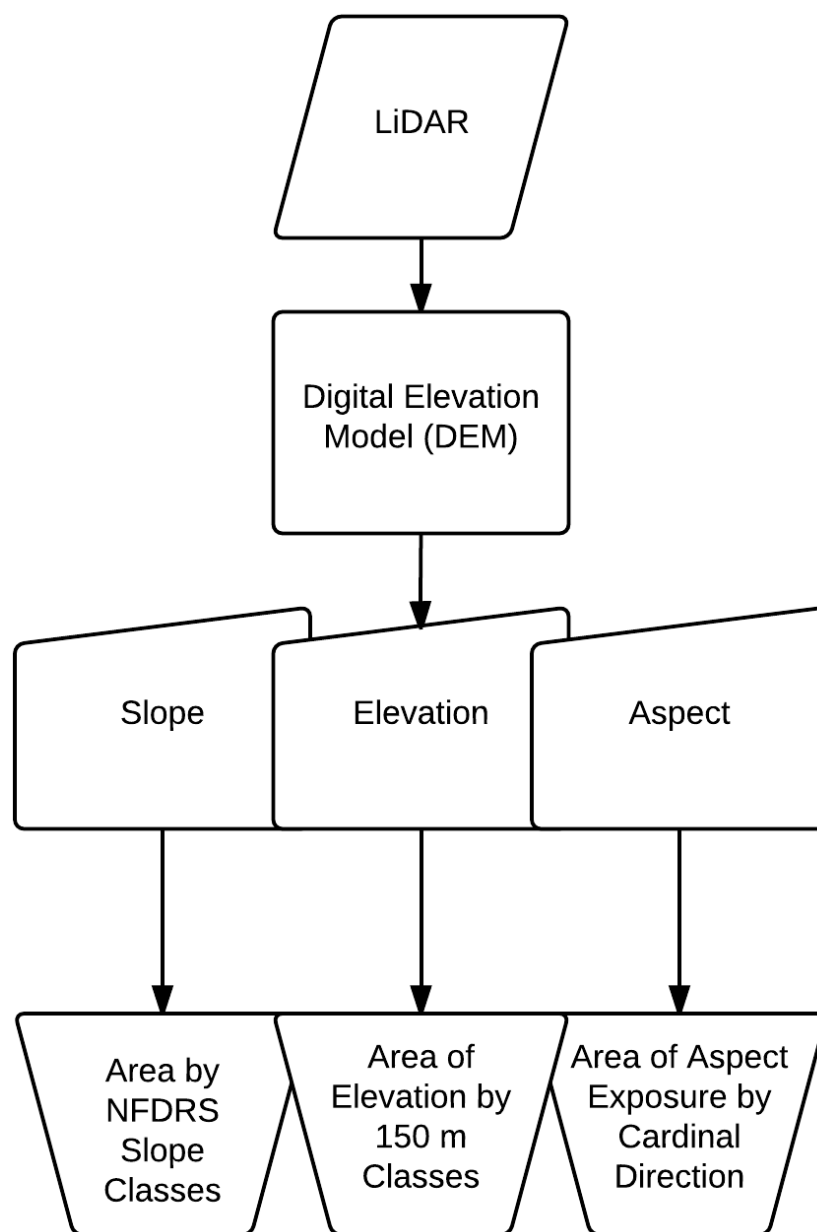 LiDAR
Digital Elevation
Model (DEM)
Slope
Elevation
Aspect
Area by
NFDRS
Slope
Classes
Area of
Elevation by
150 m
Classes
Area of Aspect
Exposure by
Cardinal
Direction